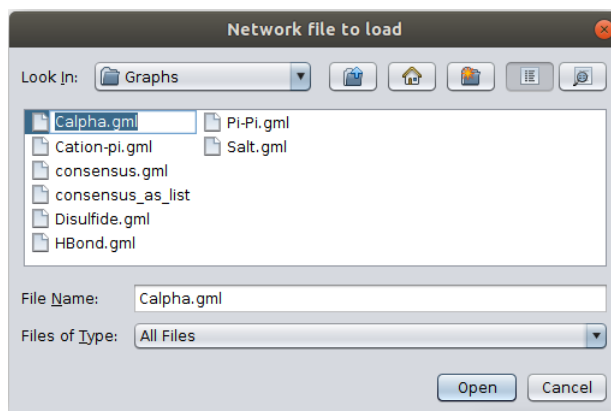 Network file to load
Look In: Graphs
Calpha.gml
Cation-pi.gml
consensus.gml
consensus_as_list
Disulfide.gml
HBond.gml
Pi-Pi.gml
Salt.gml
File Name: Calpha.gml
Files of Type: All Files
Open Cancel